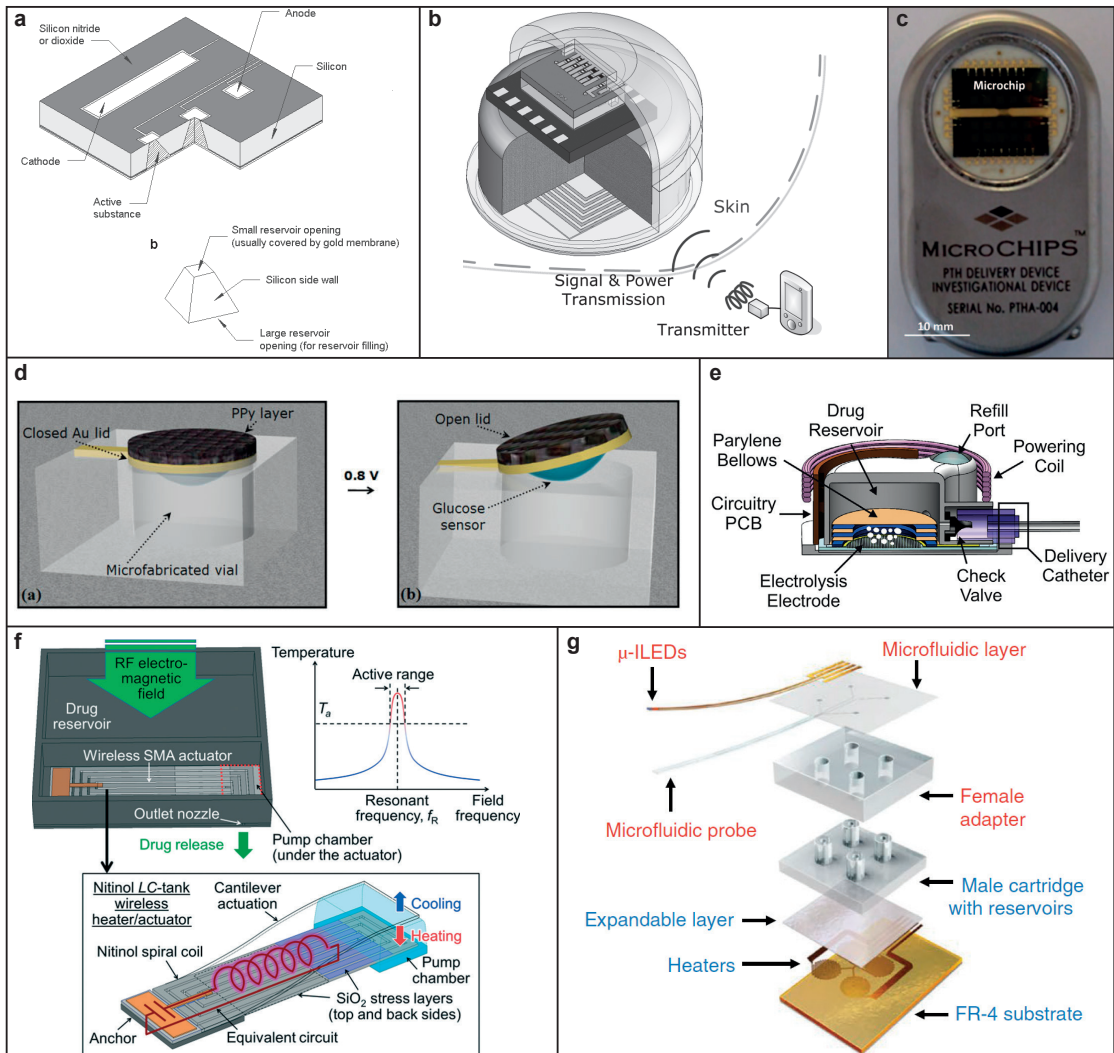 a
Silicon nitride
or dioxide
Anode
Silicon
Cathode
Active
substance
b
Small reservoir opening
(usually covered by gold membrane)
Silicon side wall
Large reservoir
opening (for reservoir filling)
b
Skin
Signal & Power
Transmission
Transmitter
c
Microchip
MICROCHIPS™
PTH DELIVERY DEVICE
INVESTIGATIONAL DEVICE
SERIAL No. PTHA-004
10 mm
d
PPy layer
Closed Au lid
Microfabricated vial
(a)
0.8 V
Open lid
Glucose
sensor
(b)
e
Drug
Reservoir
Refill
Port
Parylene
Bellows
Powering
Coil
Circuitry
PCB
Electrolysis
Electrode
Check
Valve
Delivery
Catheter
f
RF electro-
magnetic
field
Drug
reservoir
Wireless SMA actuator
Outlet nozzle
Drug release
Pump chamber
(under the actuator)
Temperature
Active range
Ta
Resonant
frequency, fR
Field
frequency
Nitinol LC-tank
wireless
heater/actuator
Cantilever
actuation
Cooling
Heating
Nitinol spiral coil
Pump
chamber
SiO2 stress layers
(top and back sides)
Anchor
Equivalent circuit
g
μ-ILEDs
Microfluidic layer
Microfluidic probe
Female
adapter
Male cartridge
with reservoirs
Expandable layer
Heaters
FR-4 substrate